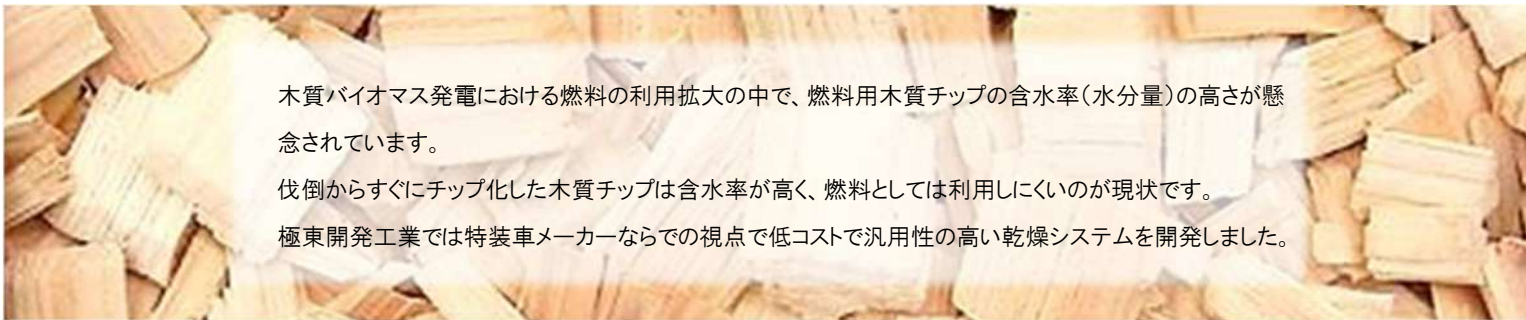 木質バイオマス発電における燃料の利用拡大の中で、燃料用木質チップの含水率（水分量）の高さが懸
念されています。
伐倒からすぐにチップ化した木質チップは含水率が高く、燃料としては利用しにくいのが現状です。
極東開発工業では特装車メーカーならでの視点で低コストで汎用性の高い乾燥システムを開発しました。